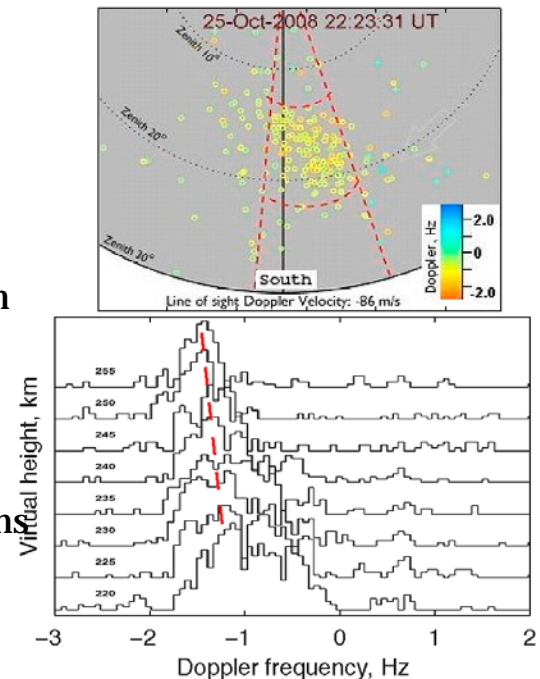 25-Oct-2008 22:23:31 UT
Zenith 10°
Zenith 20°
Zenith 30°
Doppler, Hz
2.0
0
-2.0
South
Line of sight Doppler Velocity: -86 m/s
n
ns
Virtual height, km
255
250
245
240
235
230
225
220
−3 −2 −1 0 1 2
Doppler frequency, Hz